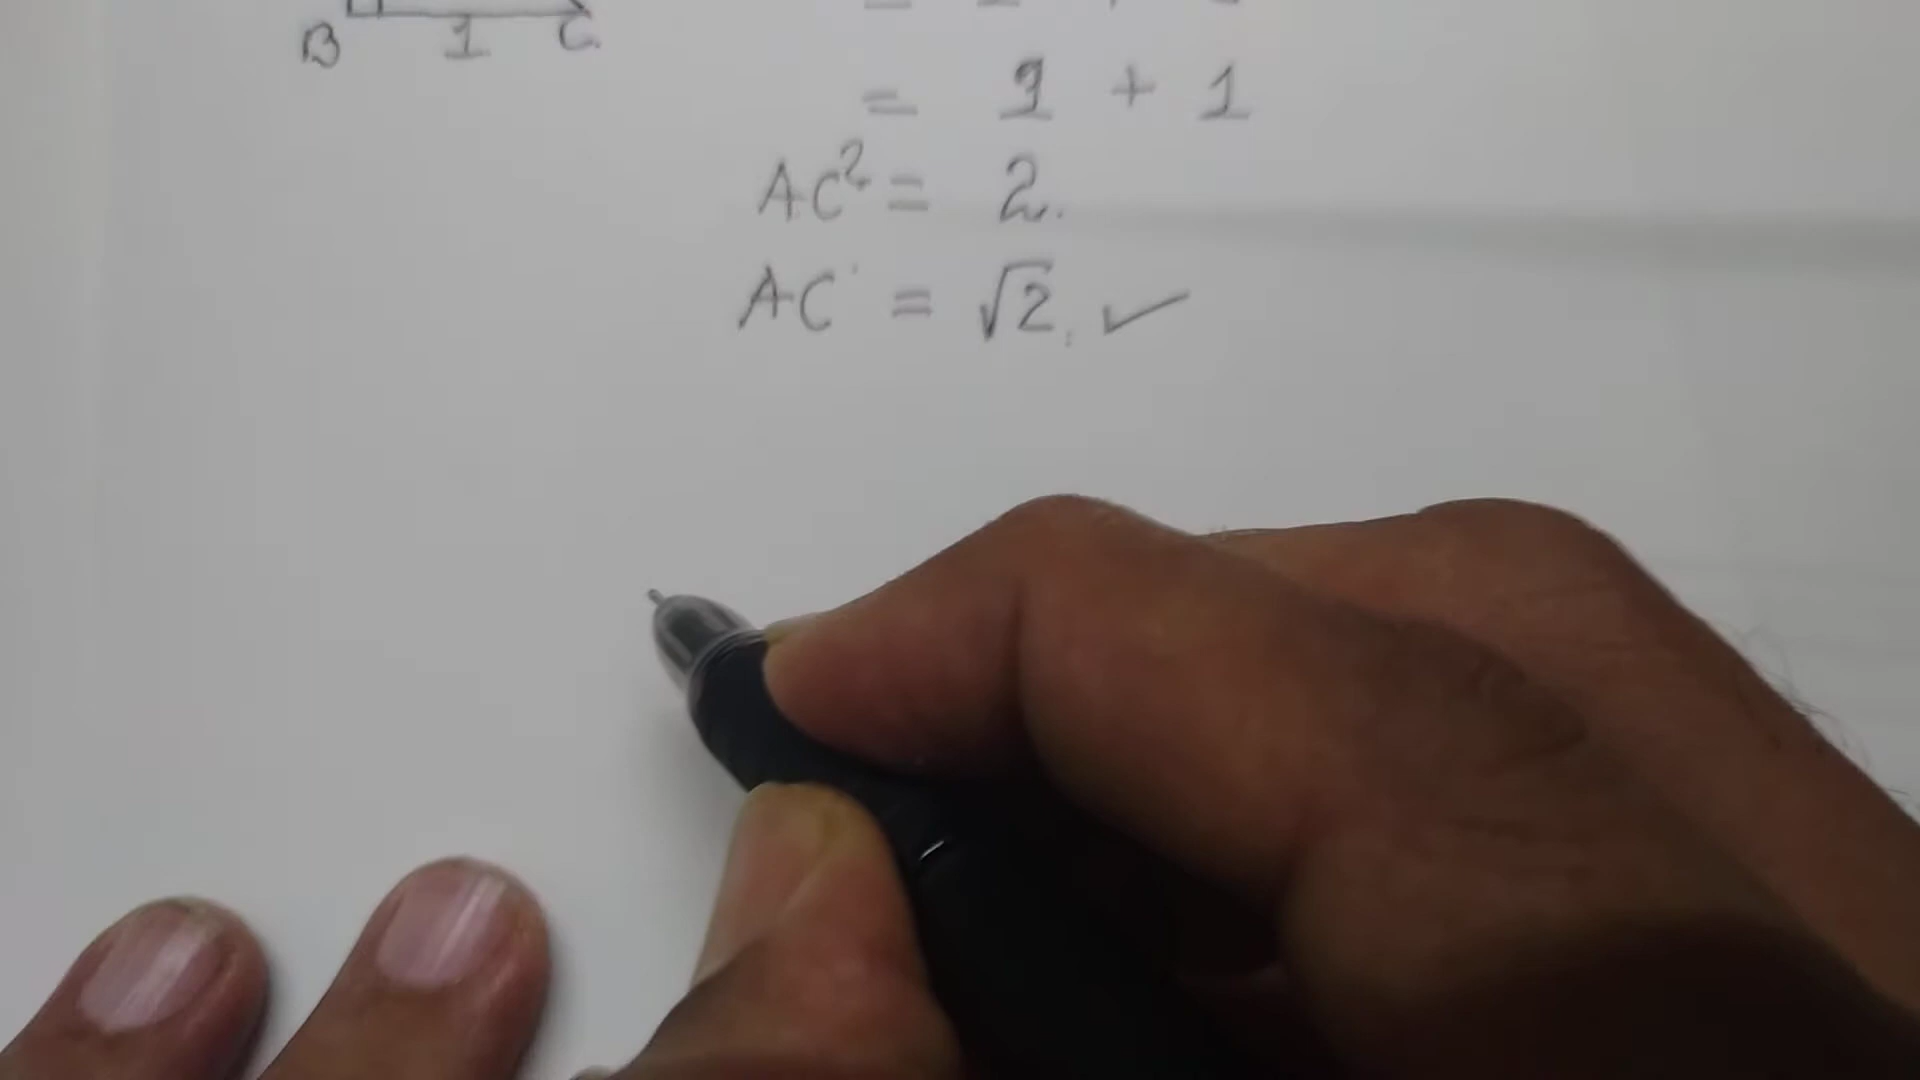 B 1 C
= 1 + 1
AC² = 2.
AC = √2. ✓